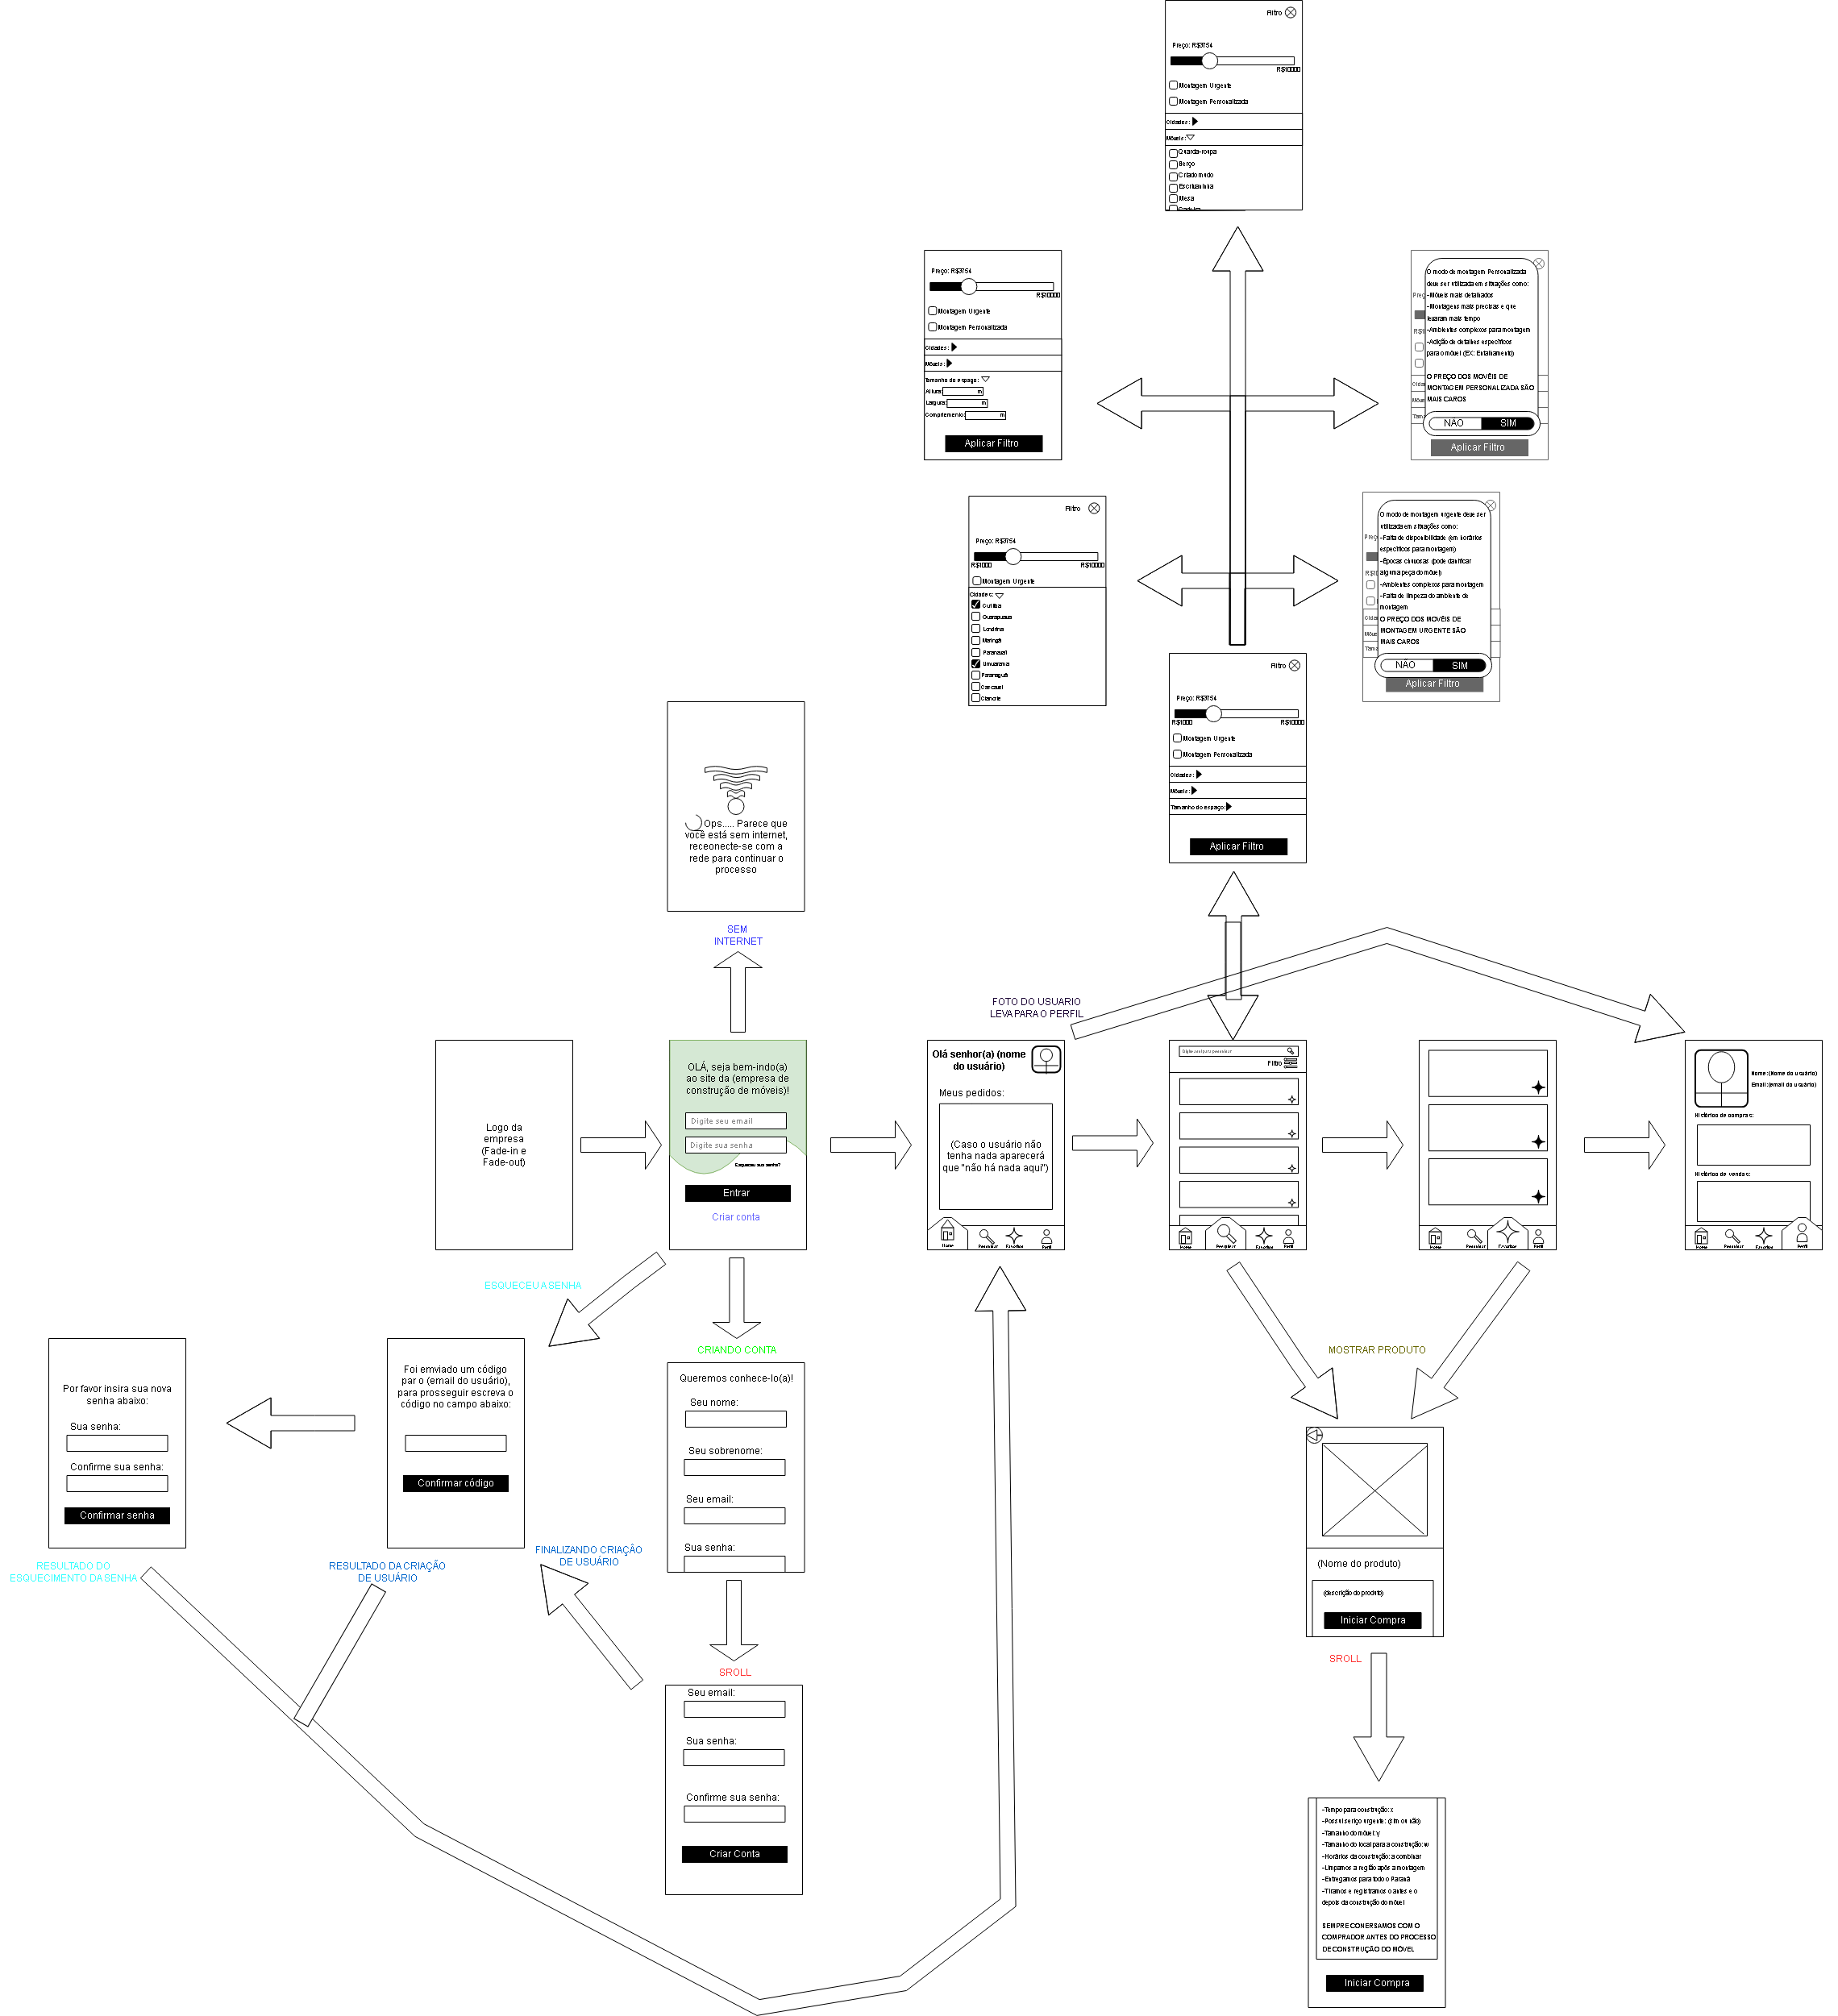 Filtro
Preço: R$3754
R$10000
Montagem Urgente
Montagem Personalizada
Cidades:
Móveis:
Guarda-roupa
Berço
Criado mudo
Escrivaninha
Mesa
Preço: R$3754
R$10000
Montagem Urgente
Montagem Personalizada
Cidades:
Móveis:
Tamanho do espaço:
Altura: m
Largura: m
Comprimento: m
Aplicar Filtro
O modo de montagem Personalizada
deve ser utilizada em situações como:
-Móveis mais detalhados
-Montagens mais precisas e que
levaram mais tempo
-Ambientes complexos para montagem
-Adição de detalhes específicos
para o móvel (EX: Entalhamento)
O PREÇO DOS MOVÉIS DE
MONTAGEM PERSONALIZADA SÃO
MAIS CAROS
NÃO SIM
Aplicar Filtro
Filtro
Preço: R$3754
R$1000 R$10000
Montagem Urgente
Cidades:
Curitiba
Guarapuava
Londrina
Maringá
Paranavaí
Umuarama
Paranaguá
Cascavel
Cianorte
O modo de montagem urgente deve ser
utilizada em situações como:
-Falta de disponibilidade (em horários
específicos para montagem)
-Épocas chuvosas (pode danificar
alguma peça do móvel)
-Ambientes complexos para montagem
-Falta de limpeza do ambiente de
montagem
O PREÇO DOS MOVÉIS DE
MONTAGEM URGENTE SÃO
MAIS CAROS
NÃO SIM
Aplicar Filtro
Filtro
Preço: R$3754
R$1000 R$10000
Montagem Urgente
Montagem Personalizada
Cidades:
Móveis:
Tamanho do espaço:
Aplicar Filtro
Ops..... Parece que
você está sem internet,
receonecte-se com a
rede para continuar o
processo
SEM
INTERNET
FOTO DO USUARIO
LEVA PARA O PERFIL
Logo da
empresa
(Fade-in e
Fade-out)
OLÁ, seja bem-indo(a)
ao site da (empresa de
construção de móveis)!
Digite seu email
Digite sua senha
Esqueceu sua senha?
Entrar
Criar conta
Olá senhor(a) (nome
do usuário)
Meus pedidos:
(Caso o usuário não
tenha nada aparecerá
que "não há nada aqui")
Home Pesquisar Favoritos Perfil
Filtro
Home Pesquisar Favoritos Perfil
Home Pesquisar Favoritos Perfil
Nome:(Nome do usuário)
Email:(email do usuário)
Histórico de compras:
Histórico de vendas:
Home Pesquisar Favoritos Perfil
ESQUECEU A SENHA
CRIANDO CONTA
MOSTRAR PRODUTO
Por favor insira sua nova
senha abaixo:
Sua senha:
Confirme sua senha:
Confirmar senha
RESULTADO DO
ESQUECIMENTO DA SENHA
Foi emviado um código
par o (email do usuário),
para prosseguir escreva o
código no campo abaixo:
Confirmar código
RESULTADO DA CRIAÇÃO
DE USUÁRIO
Queremos conhece-lo(a)!
Seu nome:
Seu sobrenome:
Seu email:
Sua senha:
FINALIZANDO CRIAÇÃO
DE USUÁRIO
SROLL
Seu email:
Sua senha:
Confirme sua senha:
Criar Conta
(Nome do produto)
(descrição do produto)
Iniciar Compra
SROLL
-Tempo para construção: x
-Possui seriço urgente: (sim ou não)
-Tamanho do móvel: y
-Tamanho do local para a construção: w
-Horários da construção: a combinar
-Limpamos a região após a montagem
-Entregamos para todo o Paraná
-Tiramos e registramos o antes e o
depois da construção do móvel
SEMPRE CONERSAMOS COM O
COMPRADOR ANTES DO PROCESSO
DE CONSTRUÇÃO DO MÓVEL
Iniciar Compra